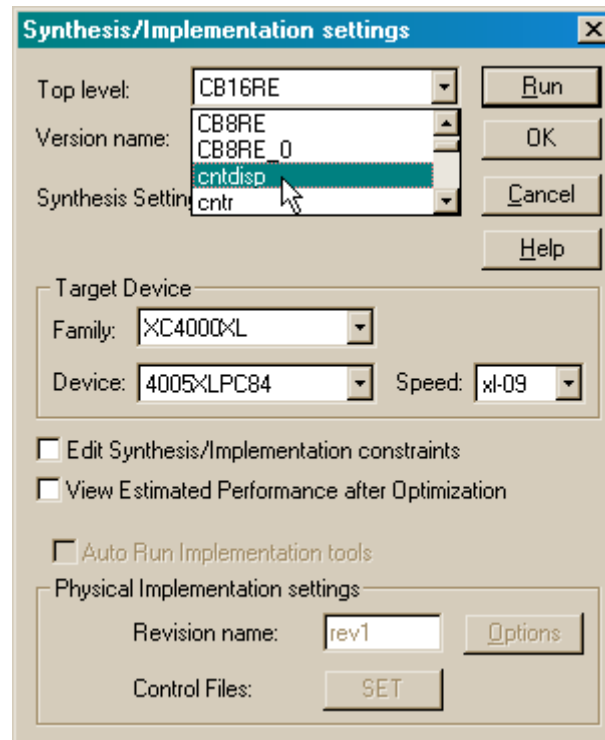 Synthesis/Implementation settings
Top level: CB16RE Run
CB8RE
Version name: CB8RE_0 OK
cntdisp
Synthesis Settin cntr Cancel
Help
Target Device
Family: XC4000XL
Device: 4005XLPC84 Speed: xl-09
Edit Synthesis/Implementation constraints
View Estimated Performance after Optimization
Auto Run Implementation tools
Physical Implementation settings
Revision name: rev1 Options
Control Files: SET